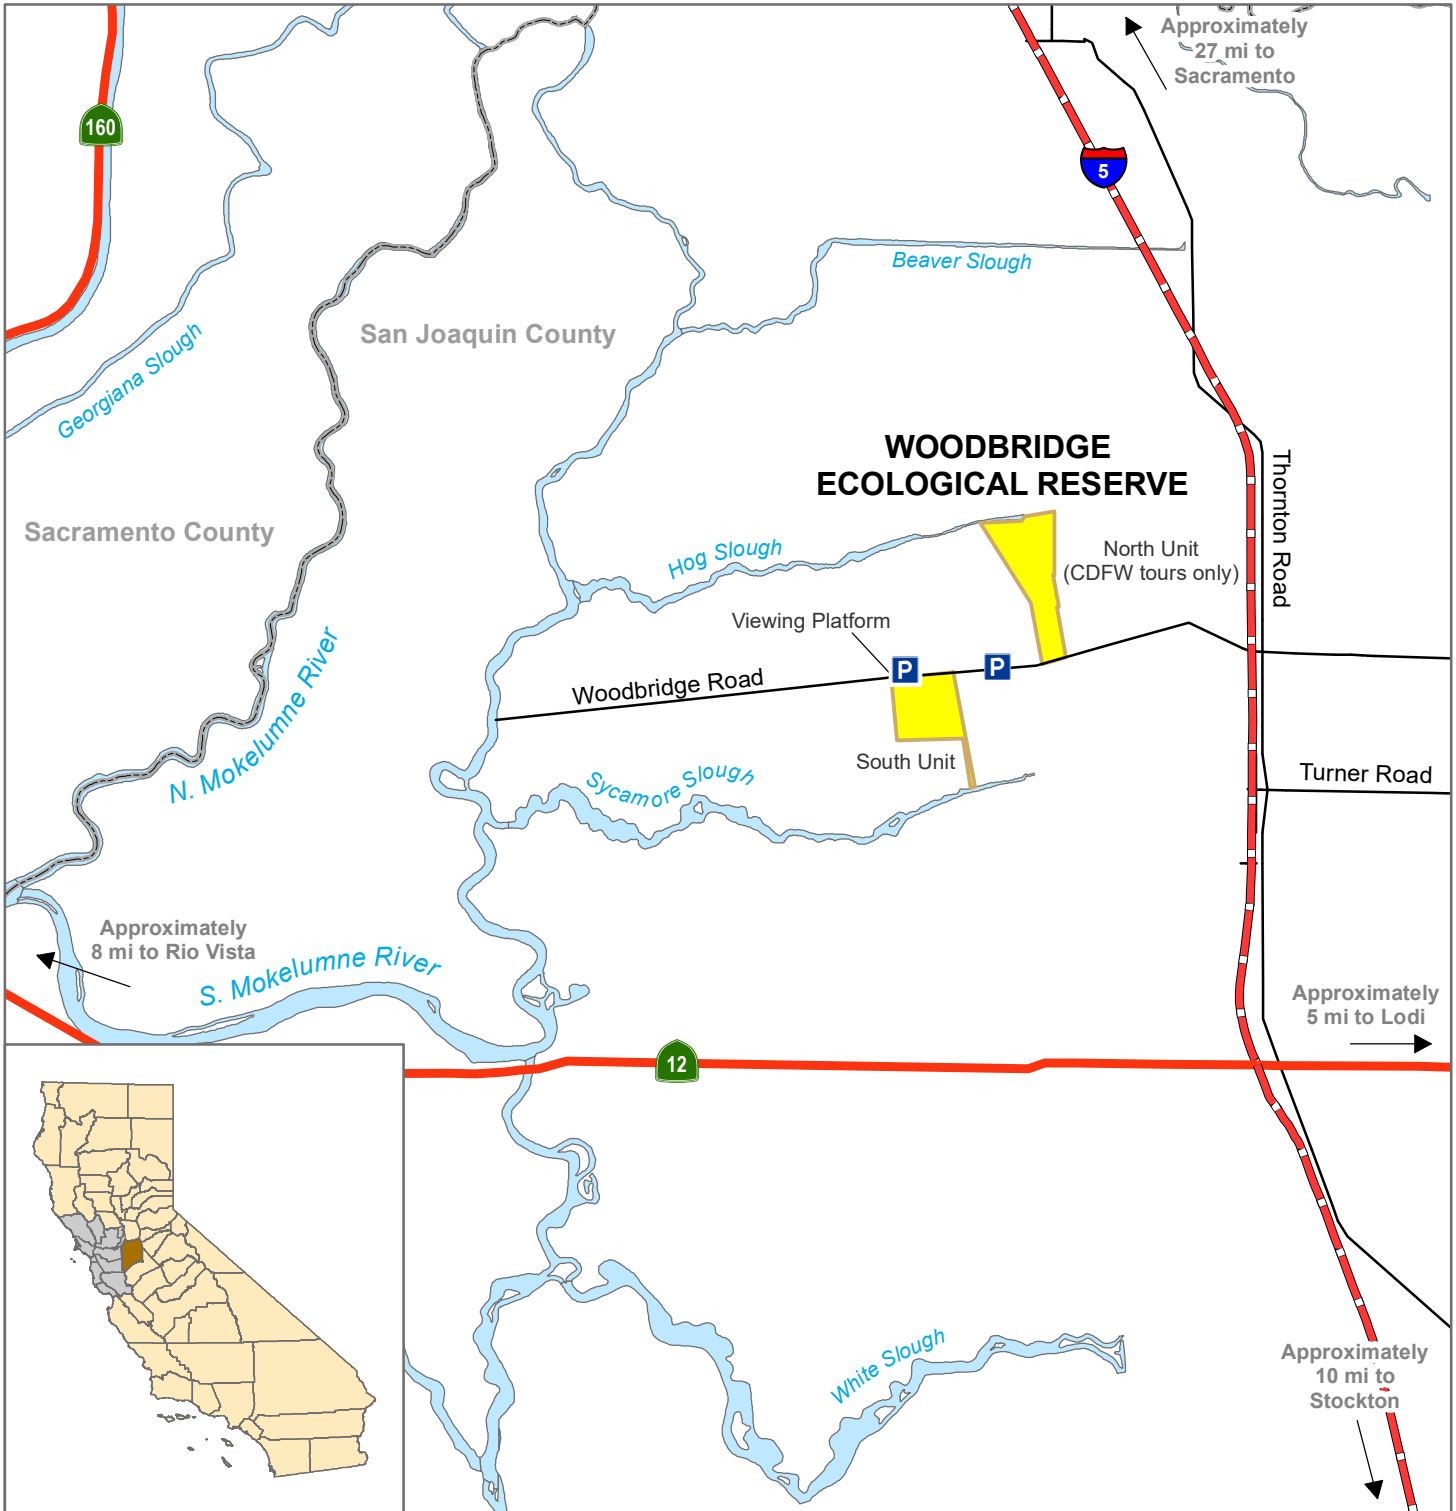 Approximately
27 mi to
Sacramento
160
5
Beaver Slough
San Joaquin County
Georgiana Slough
WOODBRIDGE
ECOLOGICAL RESERVE
Thornton Road
Sacramento County
Hog Slough
North Unit
(CDFW tours only)
Viewing Platform
P
P
Woodbridge Road
N. Mokelumne River
South Unit
Sycamore Slough
Turner Road
Approximately
8 mi to Rio Vista
S. Mokelumne River
Approximately
5 mi to Lodi
12
White Slough
Approximately
10 mi to
Stockton